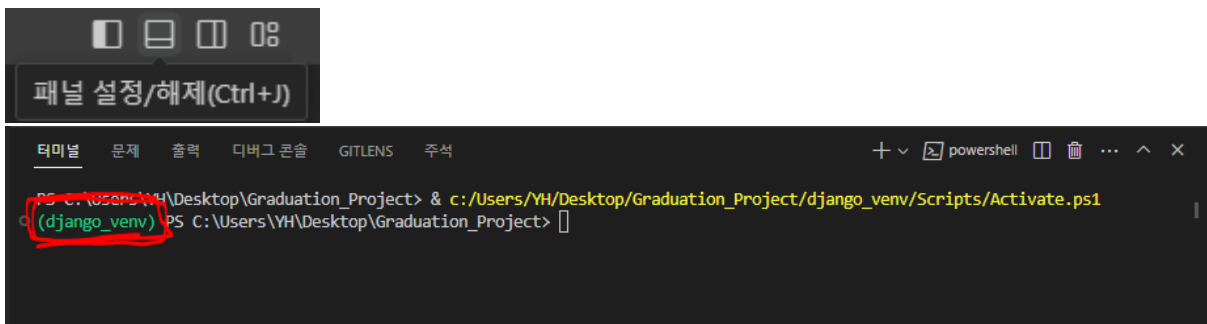 패널 설정/해제(Ctrl+J)
터미널 문제 출력 디버그 콘솔 GITLENS 주석 powershell
PS C:\Users\YH\Desktop\Graduation_Project> & c:/Users/YH/Desktop/Graduation_Project/django_venv/Scripts/Activate.ps1
(django_venv) PS C:\Users\YH\Desktop\Graduation_Project>